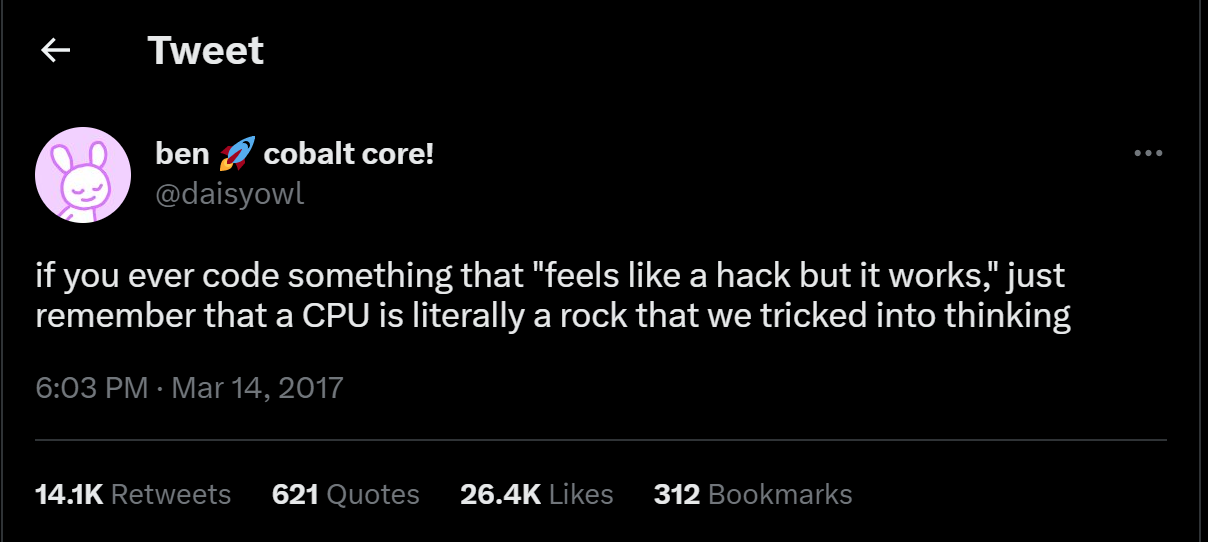 Tweet
ben 🚀 cobalt core!
@daisyowl
if you ever code something that "feels like a hack but it works," just
remember that a CPU is literally a rock that we tricked into thinking
6:03 PM · Mar 14, 2017
14.1K Retweets 621 Quotes 26.4K Likes 312 Bookmarks